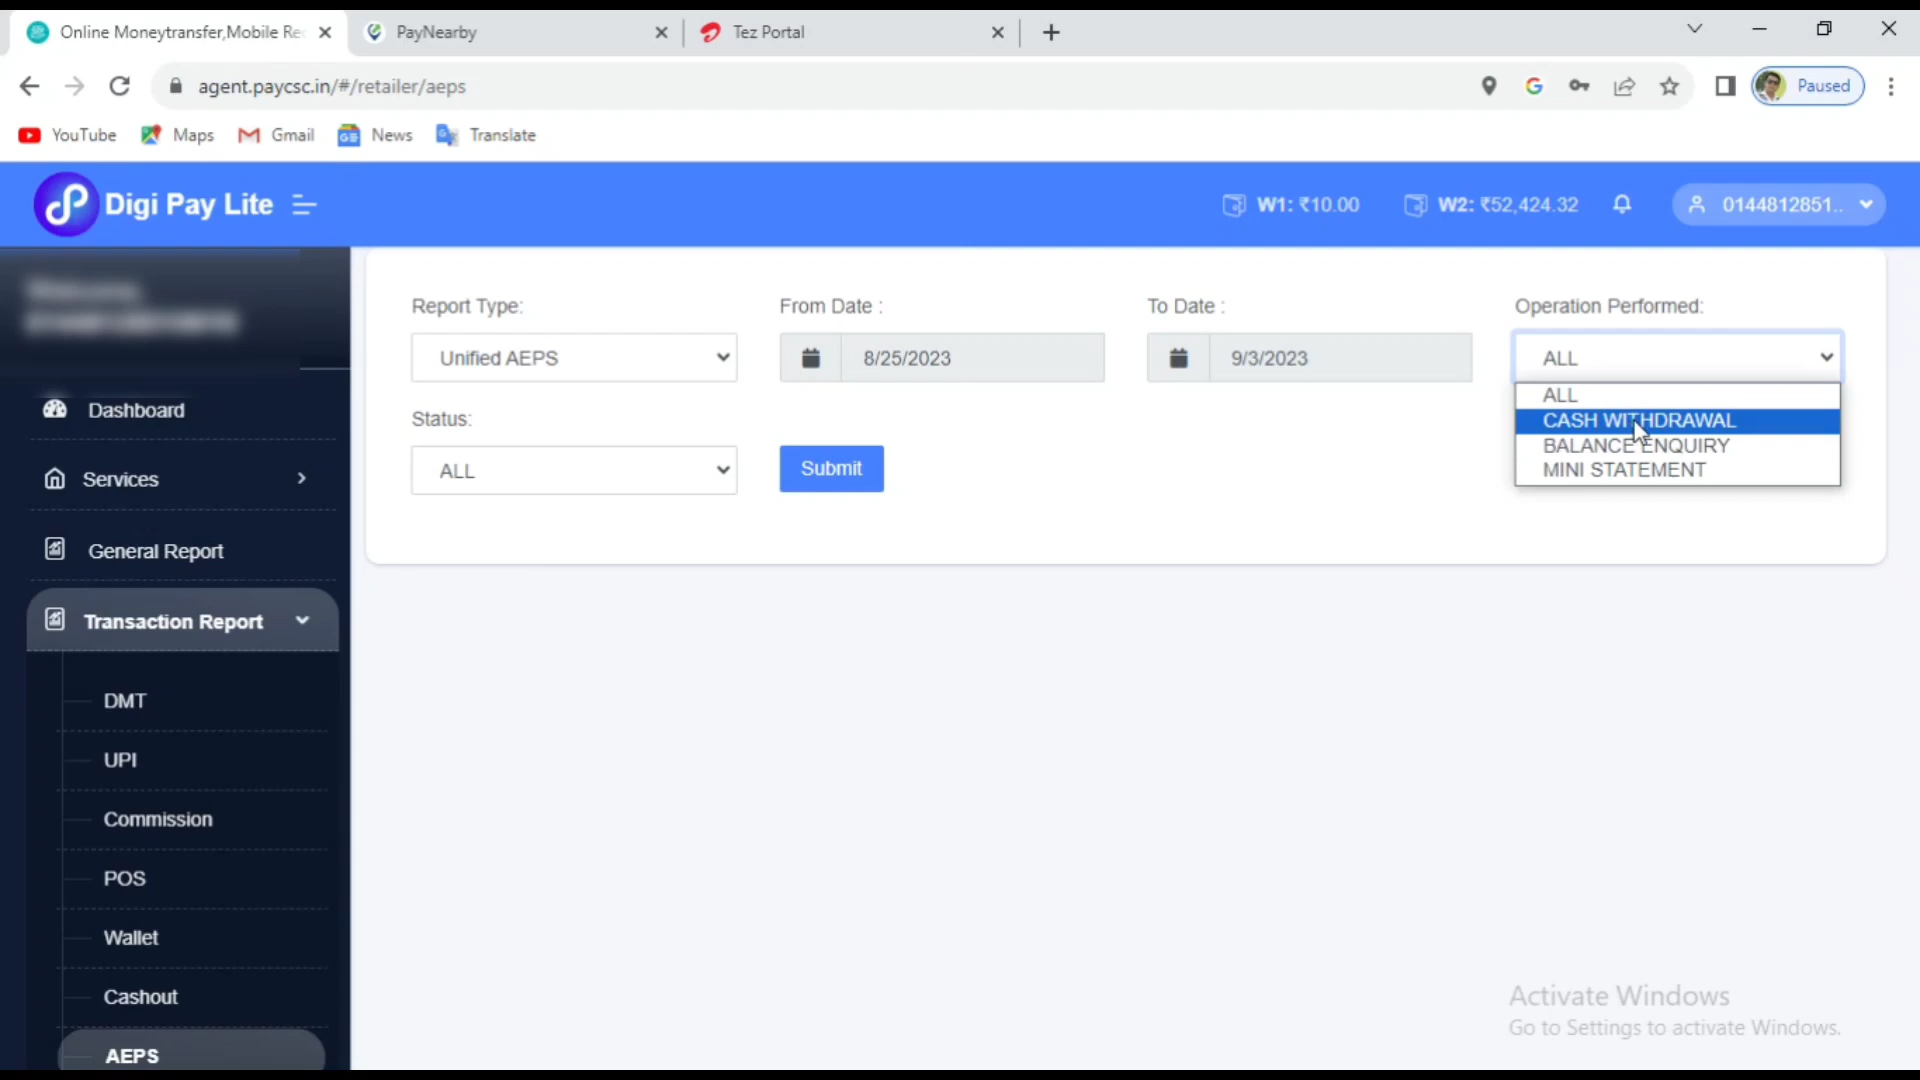 Online Moneytransfer,Mobile Re
PayNearby
Tez Portal
agent.paycsc.in/#/retailer/aeps
Paused
YouTube
Maps
Gmail
News
Translate
Digi Pay Lite
W1: ₹10.00
W2: ₹52,424.32
0144812851..
Report Type:
From Date :
To Date :
Operation Performed:
Unified AEPS
8/25/2023
9/3/2023
ALL
ALL
CASH WITHDRAWAL
BALANCE ENQUIRY
MINI STATEMENT
Status:
ALL
Submit
Dashboard
Services
General Report
Transaction Report
DMT
UPI
Commission
POS
Wallet
Cashout
AEPS
Activate Windows
Go to Settings to activate Windows.